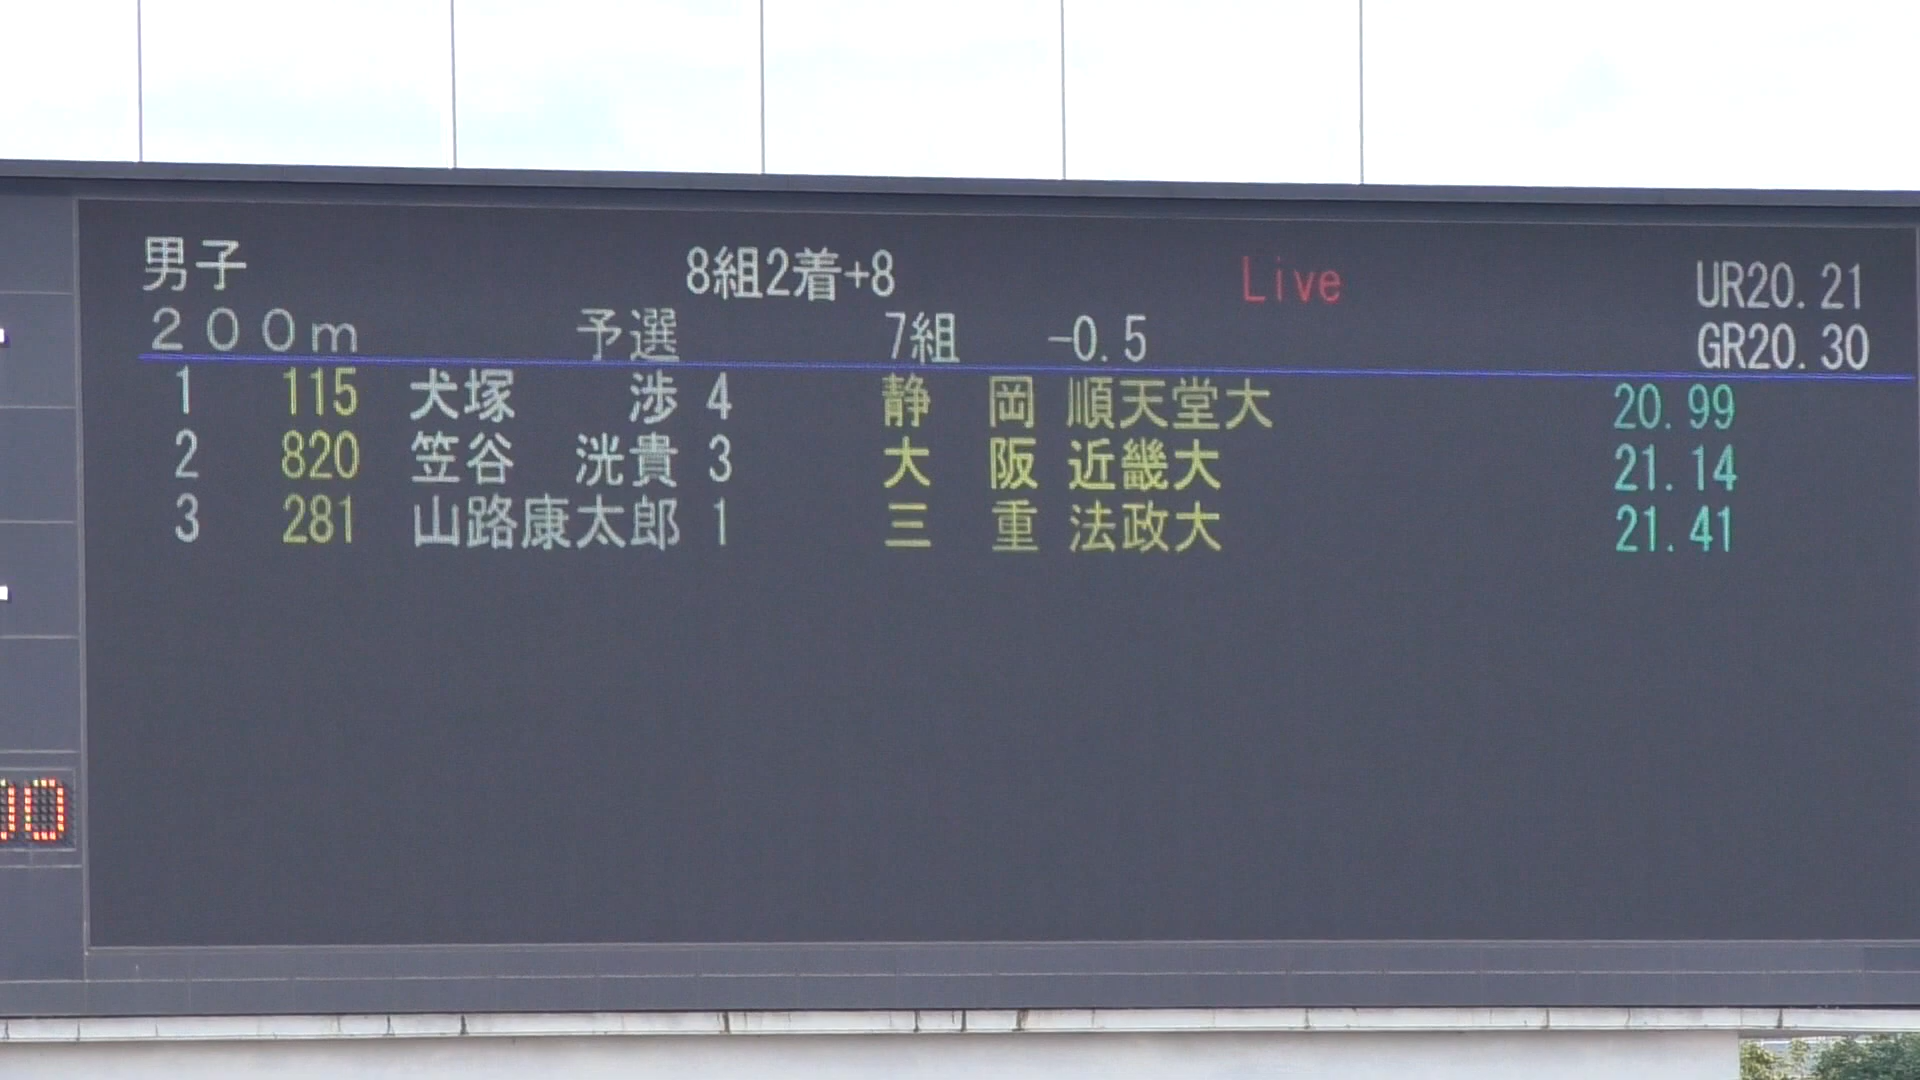 男子 8組2着+8 Live UR20.21
200m 予選 7組 -0.5 GR20.30
1 115 犬塚 渉 4 静岡 順天堂大 20.99
2 820 笠谷 洸貴 3 大阪 近畿大 21.14
3 281 山路康太郎 1 三重 法政大 21.41